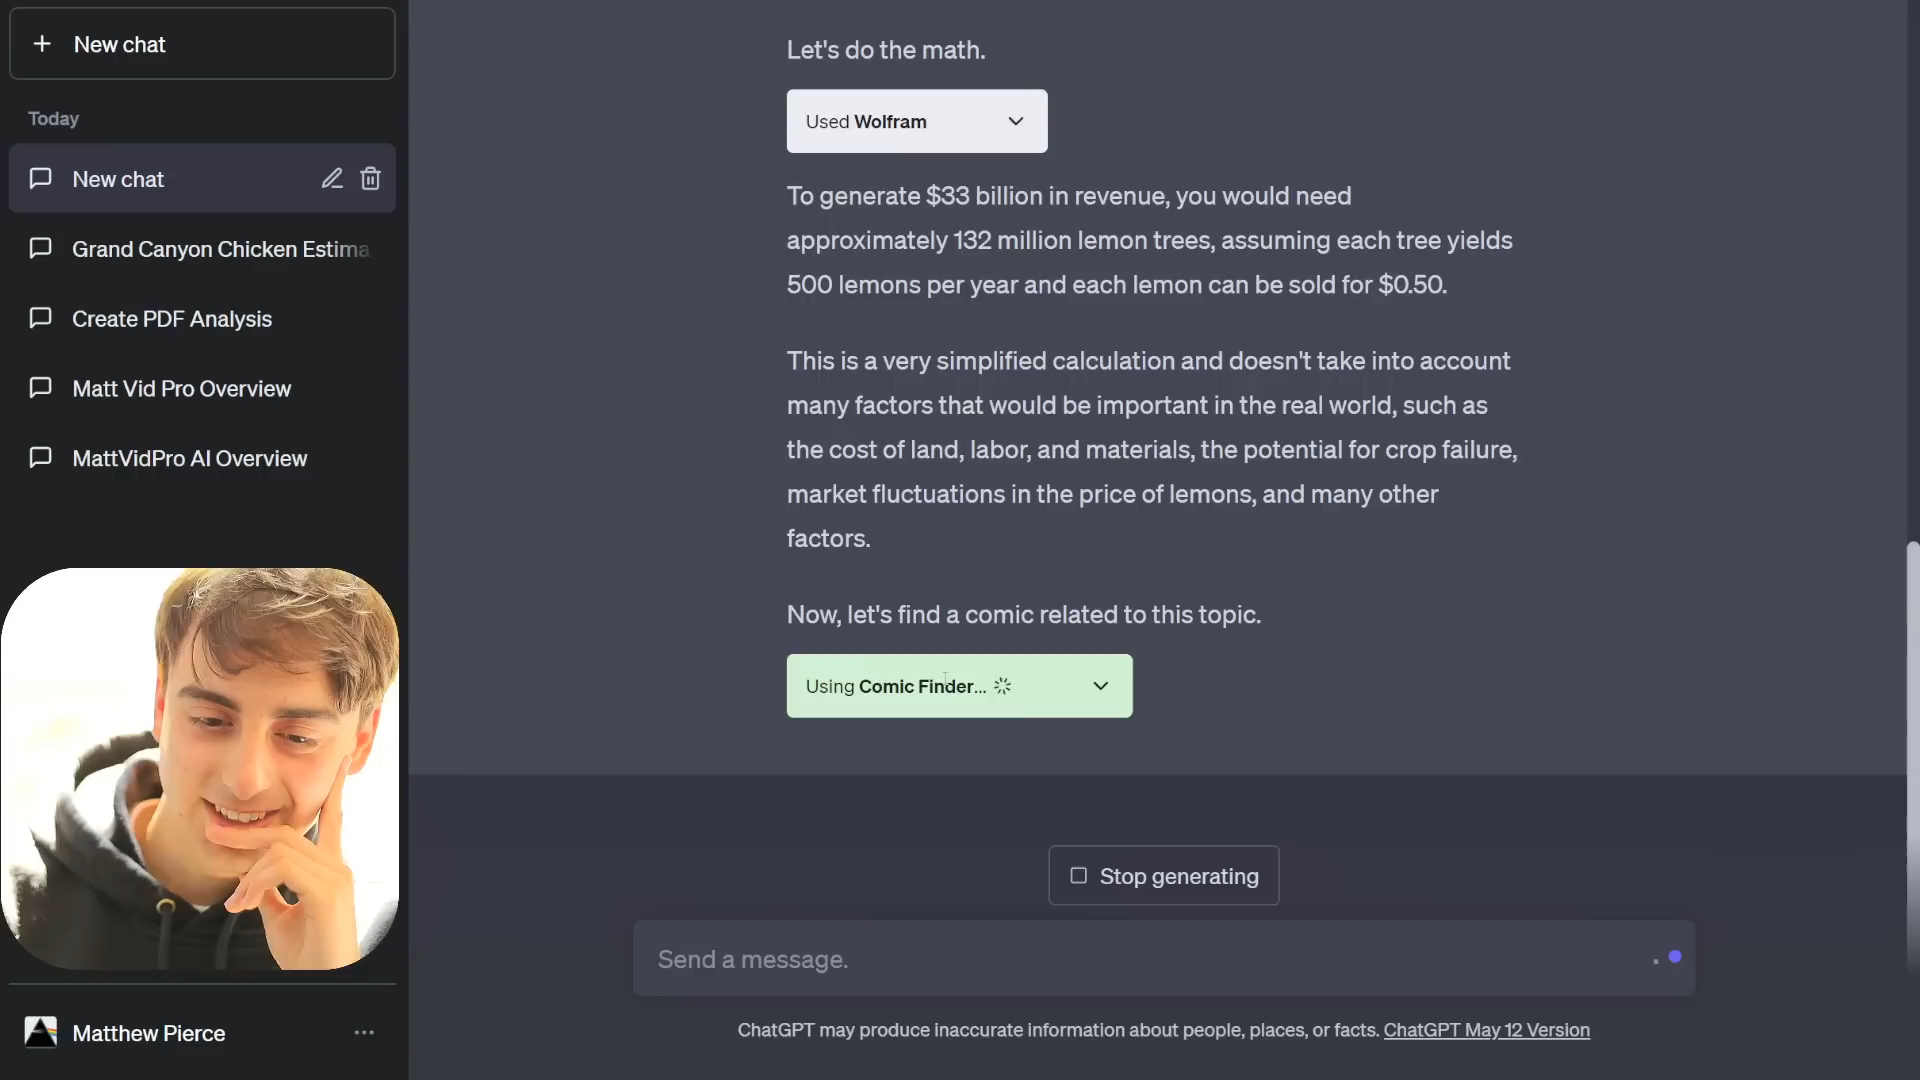 New chat
Today
New chat
Grand Canyon Chicken Estima
Create PDF Analysis
Matt Vid Pro Overview
MattVidPro AI Overview
Matthew Pierce
Let's do the math.
Used Wolfram
To generate $33 billion in revenue, you would need
approximately 132 million lemon trees, assuming each tree yields
500 lemons per year and each lemon can be sold for $0.50.
This is a very simplified calculation and doesn't take into account
many factors that would be important in the real world, such as
the cost of land, labor, and materials, the potential for crop failure,
market fluctuations in the price of lemons, and many other
factors.
Now, let's find a comic related to this topic.
Using Comic Finder...
Stop generating
Send a message.
ChatGPT may produce inaccurate information about people, places, or facts. ChatGPT May 12 Version